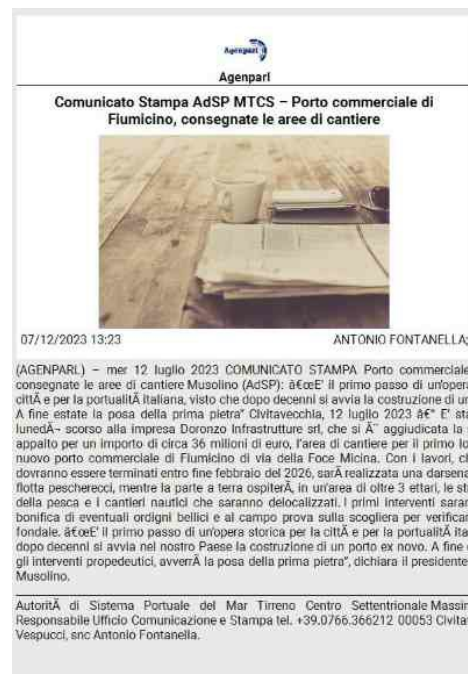 Agenparl
Agenparl
Comunicato Stampa AdSP MTCS – Porto commerciale di
Fiumicino, consegnate le aree di cantiere
07/12/2023 13:23 ANTONIO FONTANELLA;
(AGENPARL) – mer 12 luglio 2023 COMUNICATO STAMPA Porto commerciale
consegnate le aree di cantiere Musolino (AdSP): “E' il primo passo di un'opera
cittÃ e per la portualitÃ italiana, visto che dopo decenni si avvia la costruzione di un
A fine estate la posa della prima pietra” Civitavecchia, 12 luglio 2023 â€“ E' sta
lunedÃ¬ scorso alla impresa Doronzo Infrastrutture srl, che si Ã¨ aggiudicata la
appalto per un importo di circa 36 milioni di euro, l'area di cantiere per il primo lo
nuovo porto commerciale di Fiumicino di via della Foce Micina. Con i lavori, ch
dovranno essere terminati entro fine febbraio del 2026, sarÃ realizzata una darsena
flotta pescherecci, mentre la parte a terra ospiterÃ, in un'area di oltre 3 ettari, le st
della pesca e i cantieri nautici che saranno delocalizzati. I primi interventi saran
bonifica di eventuali ordigni bellici e al campo prova sulla scogliera per verificar
fondale. â€œE' il primo passo di un'opera storica per la cittÃ e per la portualitÃ ita
dopo decenni si avvia nel nostro Paese la costruzione di un porto ex novo. A fine
gli interventi propedeutici, avverrÃ la posa della prima pietra", dichiara il presidente
Musolino.
AutoritÃ di Sistema Portuale del Mar Tirreno Centro Settentrionale Massim
Responsabile Ufficio Comunicazione e Stampa tel. +39.0766.366212 00053 Civita
Vespucci, snc Antonio Fontanella.